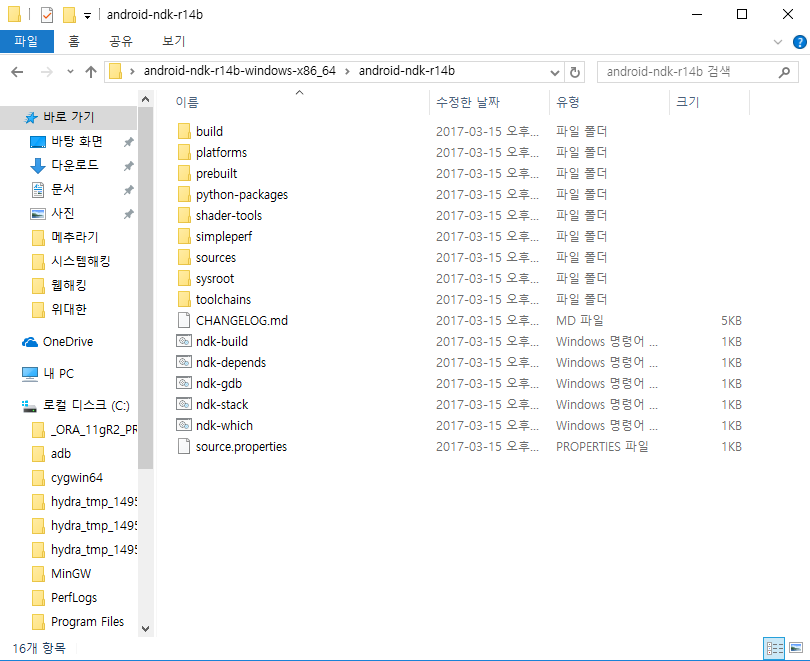 android-ndk-r14b
파일 홈 공유 보기
android-ndk-r14b-windows-x86_64 › android-ndk-r14b
android-ndk-r14b 검색
바로 가기
바탕 화면
다운로드
문서
사진
메추라기
시스템해킹
웹해킹
위대한
OneDrive
내 PC
로컬 디스크 (C:)
_ORA_11gR2_PR
adb
cygwin64
hydra_tmp_1495
hydra_tmp_1495
hydra_tmp_1495
MinGW
PerfLogs
Program Files
이름 수정한 날짜 유형 크기
build 2017-03-15 오후... 파일 폴더
platforms 2017-03-15 오후... 파일 폴더
prebuilt 2017-03-15 오후... 파일 폴더
python-packages 2017-03-15 오후... 파일 폴더
shader-tools 2017-03-15 오후... 파일 폴더
simpleperf 2017-03-15 오후... 파일 폴더
sources 2017-03-15 오후... 파일 폴더
sysroot 2017-03-15 오후... 파일 폴더
toolchains 2017-03-15 오후... 파일 폴더
CHANGELOG.md 2017-03-15 오후... MD 파일 5KB
ndk-build 2017-03-15 오후... Windows 명령어 ... 1KB
ndk-depends 2017-03-15 오후... Windows 명령어 ... 1KB
ndk-gdb 2017-03-15 오후... Windows 명령어 ... 1KB
ndk-stack 2017-03-15 오후... Windows 명령어 ... 1KB
ndk-which 2017-03-15 오후... Windows 명령어 ... 1KB
source.properties 2017-03-15 오후... PROPERTIES 파일 1KB
16개 항목